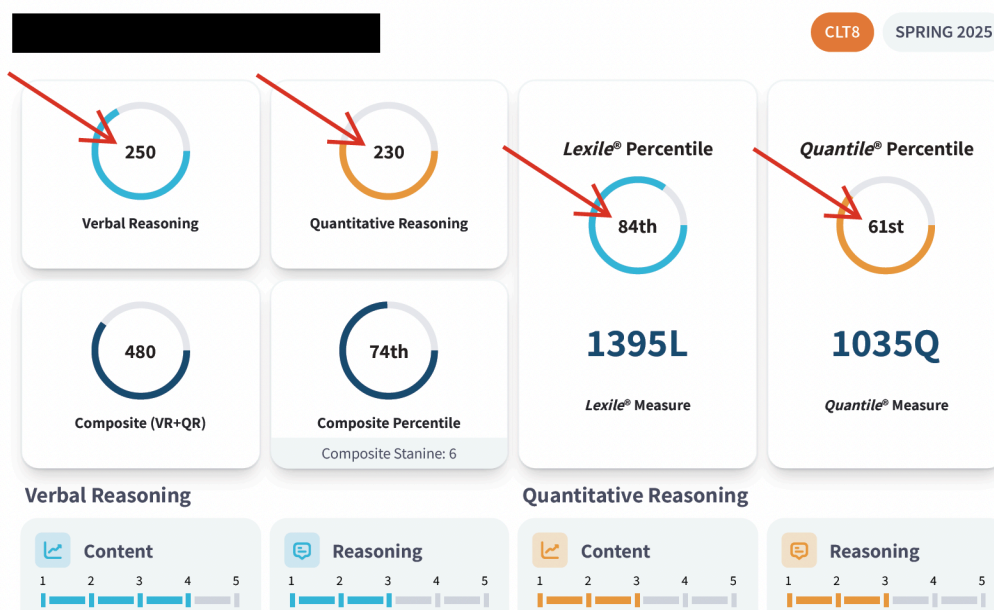 CLT8 SPRING 2025
250
Verbal Reasoning
230
Quantitative Reasoning
Lexile® Percentile
84th
1395L
Lexile® Measure
Quantile® Percentile
61st
1035Q
Quantile® Measure
480
Composite (VR+QR)
74th
Composite Percentile
Composite Stanine: 6
Verbal Reasoning
Content
1 2 3 4 5
Reasoning
1 2 3 4 5
Quantitative Reasoning
Content
1 2 3 4 5
Reasoning
1 2 3 4 5